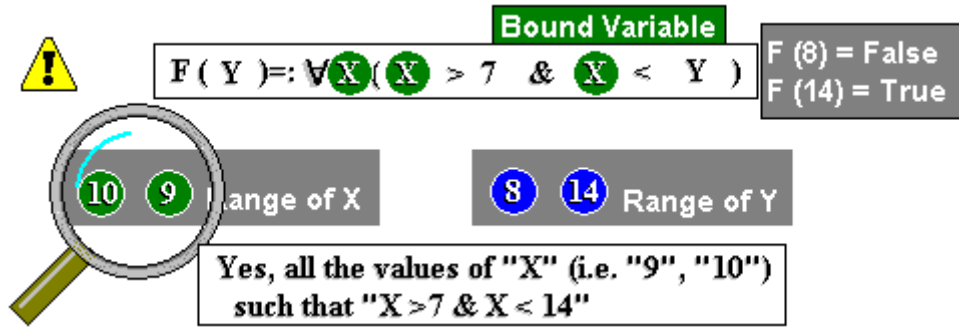 Bound Variable
F ( Y ) =: ∀X(X > 7 & X < Y )
F (8) = False
F (14) = True
10 9 Range of X
8 14 Range of Y
Yes, all the values of "X" (i.e. "9", "10")
such that "X >7 & X < 14"